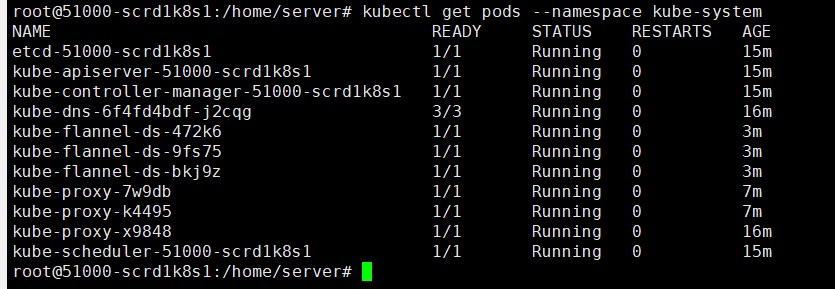 root@51000-scrd1k8s1:/home/server# kubectl get pods --namespace kube-system
NAME READY STATUS RESTARTS AGE
etcd-51000-scrd1k8s1 1/1 Running 0 15m
kube-apiserver-51000-scrd1k8s1 1/1 Running 0 15m
kube-controller-manager-51000-scrd1k8s1 1/1 Running 0 15m
kube-dns-6f4fd4bdf-j2cqg 3/3 Running 0 16m
kube-flannel-ds-472k6 1/1 Running 0 3m
kube-flannel-ds-9fs75 1/1 Running 0 3m
kube-flannel-ds-bkj9z 1/1 Running 0 3m
kube-proxy-7w9db 1/1 Running 0 7m
kube-proxy-k4495 1/1 Running 0 7m
kube-proxy-x9848 1/1 Running 0 16m
kube-scheduler-51000-scrd1k8s1 1/1 Running 0 15m
root@51000-scrd1k8s1:/home/server#